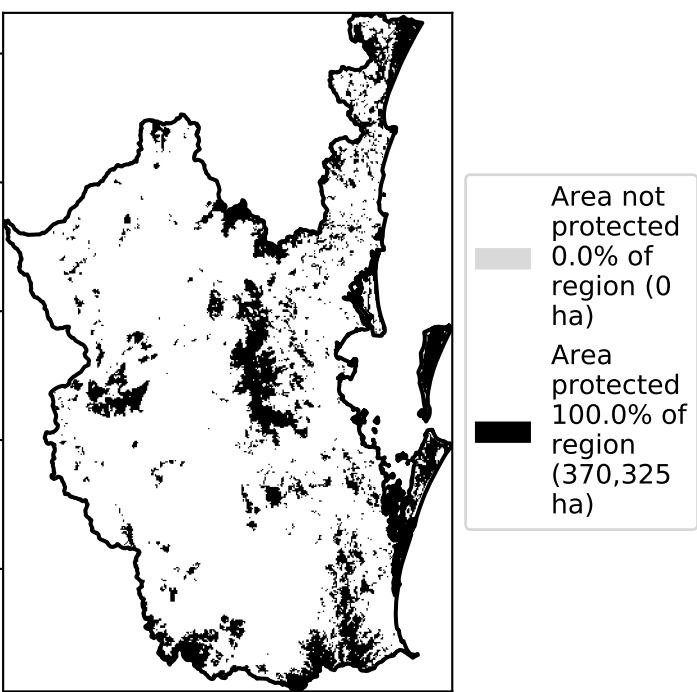 Area not
protected
0.0% of
region (0
ha)
Area
protected
100.0% of
region
(370,325
ha)